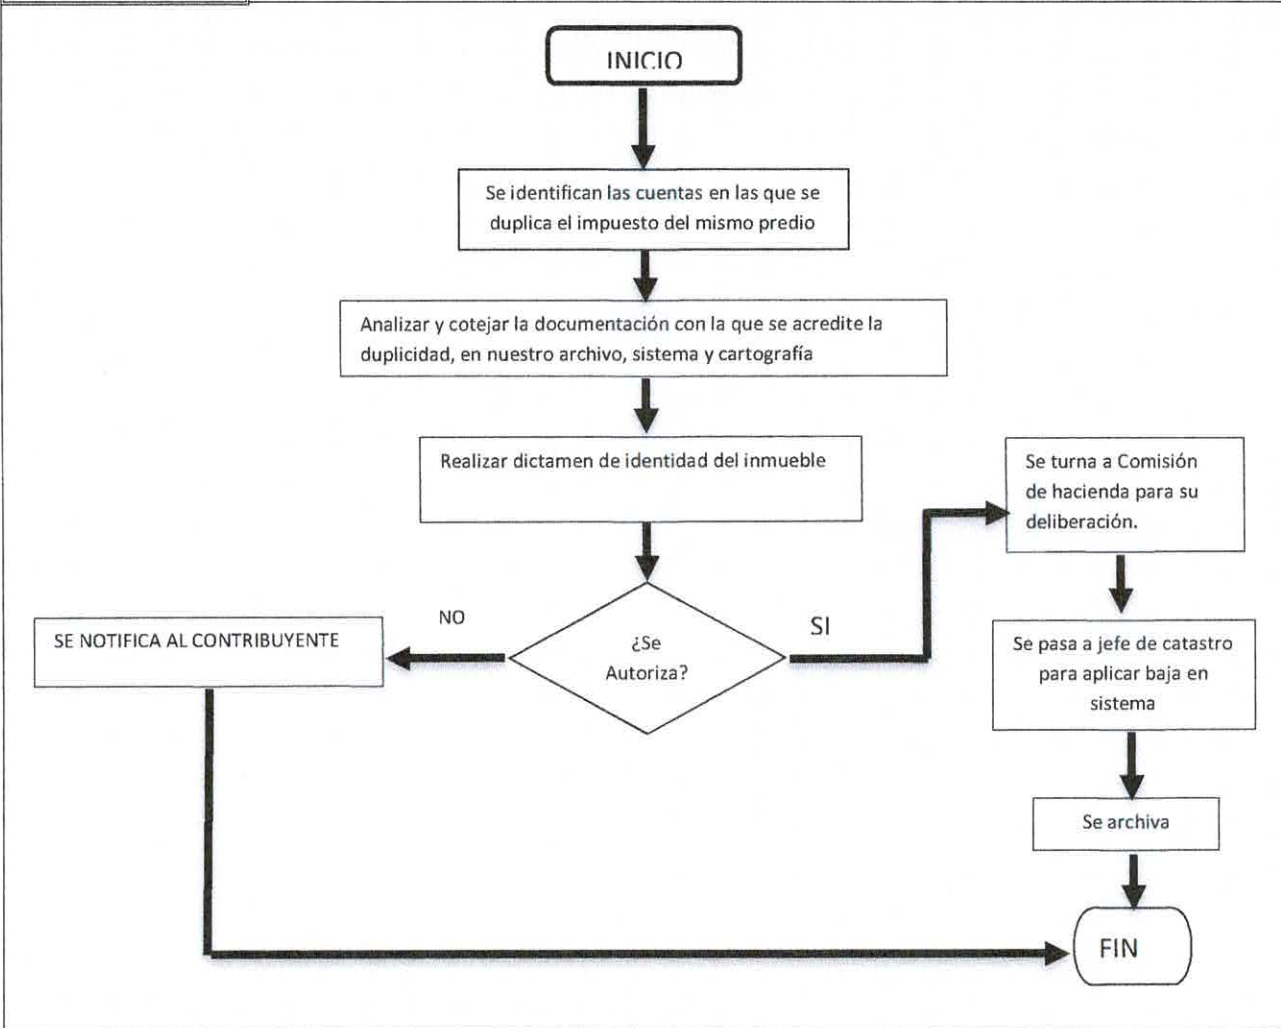 INICIO
Se identifican las cuentas en las que se
duplica el impuesto del mismo predio
Analizar y cotejar la documentación con la que se acredite la
duplicidad, en nuestro archivo, sistema y cartografía
Realizar dictamen de identidad del inmueble
Se turna a Comisión
de hacienda para su
deliberación.
NO
SI
SE NOTIFICA AL CONTRIBUYENTE
¿Se
Autoriza?
Se pasa a jefe de catastro
para aplicar baja en
sistema
Se archiva
FIN